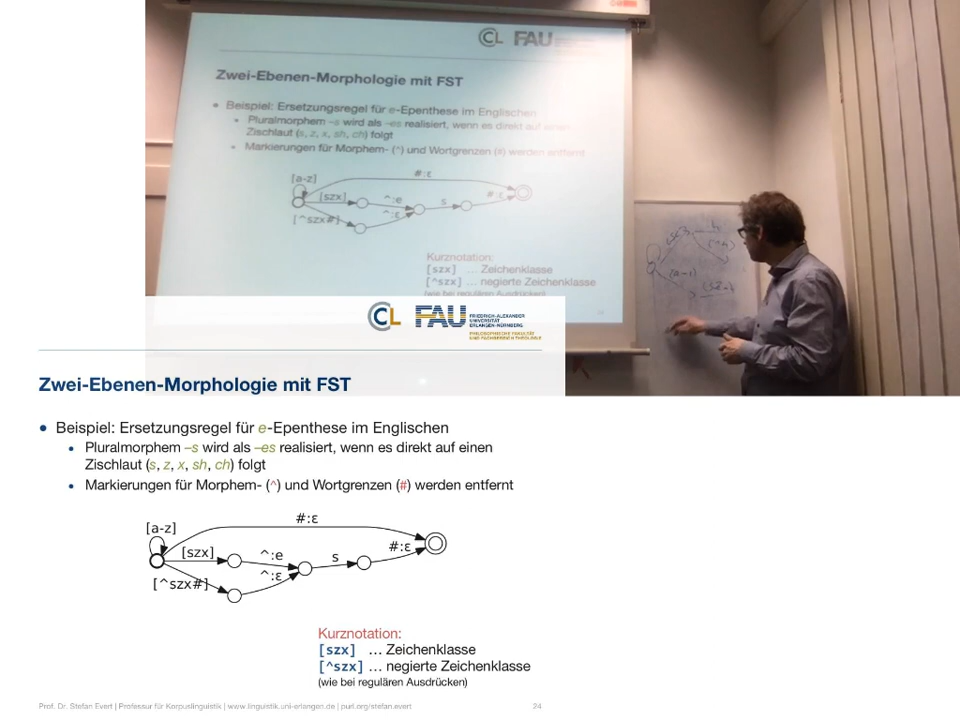 CL FAU
Zwei-Ebenen-Morphologie mit FST
• Beispiel: Ersetzungsregel für e-Epenthese im Englischen
• Pluralmorphem –s wird als –es realisiert, wenn es direkt auf einen
Zischlaut (s, z, x, sh, ch) folgt
• Markierungen für Morphem- (^) und Wortgrenzen (#) werden entfernt
#:ε
[a-z]
[szx]
^:e
s
#:ε
^:ε
[^szx#]
Kurznotation:
[szx] ... Zeichenklasse
[^szx] ... negierte Zeichenklasse
(wie bei regulären Ausdrücken)
CL FAU FRIEDRICH-ALEXANDER
UNIVERSITÄT
ERLANGEN-NÜRNBERG
PHILOSOPHISCHE FAKULTÄT
UND FACHBEREICH THEOLOGIE
Zwei-Ebenen-Morphologie mit FST
• Beispiel: Ersetzungsregel für e-Epenthese im Englischen
• Pluralmorphem –s wird als –es realisiert, wenn es direkt auf einen
Zischlaut (s, z, x, sh, ch) folgt
• Markierungen für Morphem- (^) und Wortgrenzen (#) werden entfernt
#:ε
[a-z]
[szx]
^:e
s
#:ε
^:ε
[^szx#]
Kurznotation:
[szx] … Zeichenklasse
[^szx] … negierte Zeichenklasse
(wie bei regulären Ausdrücken)
Prof. Dr. Stefan Evert | Professur für Korpuslinguistik | www.linguistik.uni-erlangen.de | purl.org/stefan.evert 24